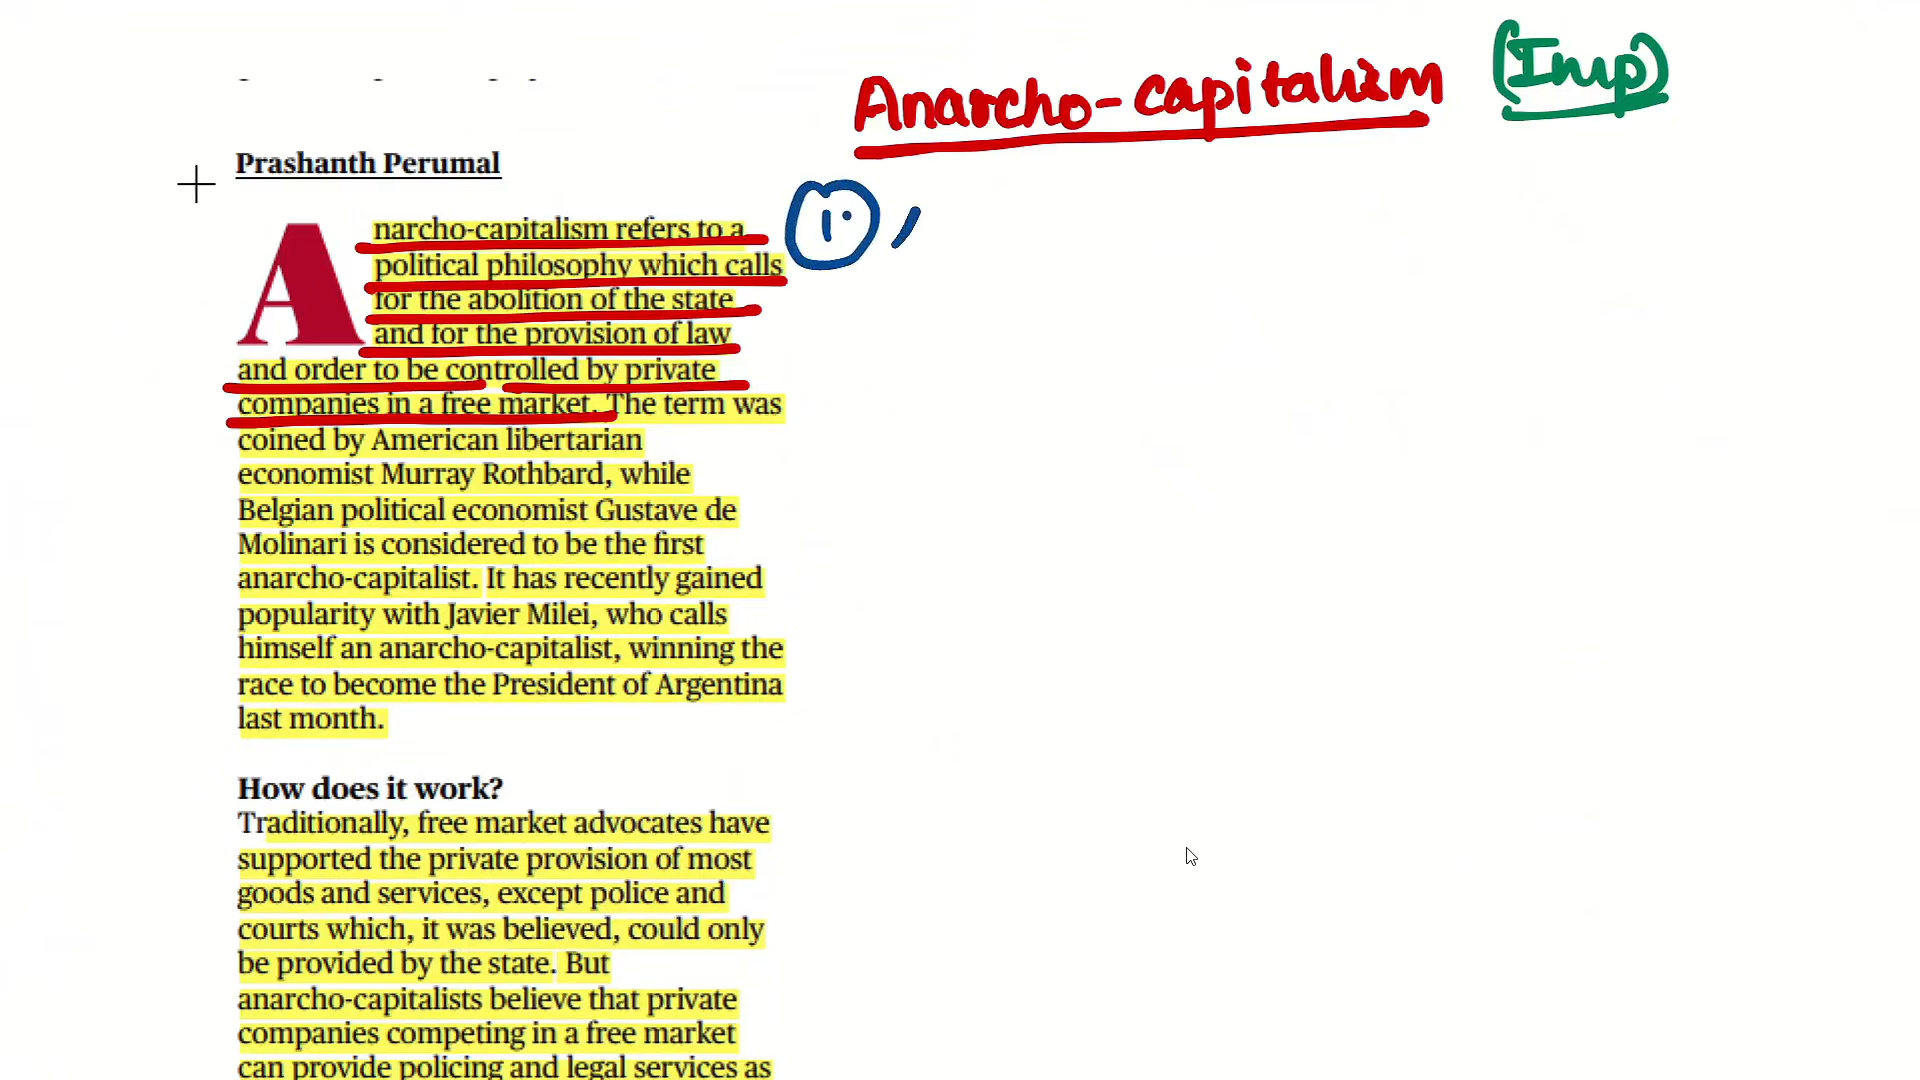 Anarcho-capitalism (Imp)
Prashanth Perumal
1.
Anarcho-capitalism refers to a
political philosophy which calls
for the abolition of the state
and for the provision of law
and order to be controlled by private
companies in a free market. The term was
coined by American libertarian
economist Murray Rothbard, while
Belgian political economist Gustave de
Molinari is considered to be the first
anarcho-capitalist. It has recently gained
popularity with Javier Milei, who calls
himself an anarcho-capitalist, winning the
race to become the President of Argentina
last month.
How does it work?
Traditionally, free market advocates have
supported the private provision of most
goods and services, except police and
courts which, it was believed, could only
be provided by the state. But
anarcho-capitalists believe that private
companies competing in a free market
can provide policing and legal services as